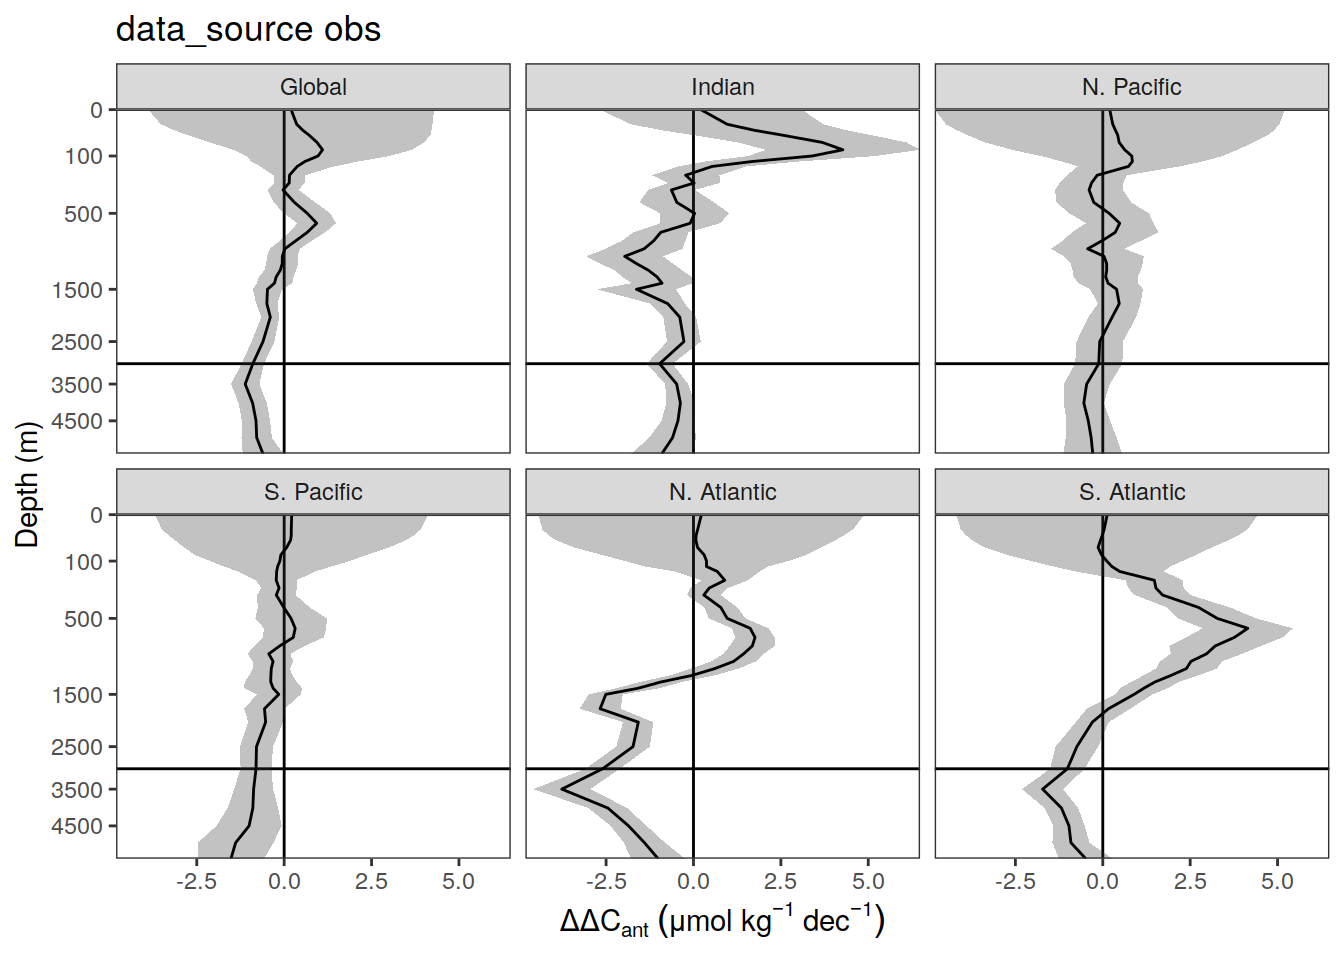 data_source obs
Global
Indian
N. Pacific
0
100
500
1500
2500
3500
4500
S. Pacific
N. Atlantic
S. Atlantic
0
100
500
1500
2500
3500
4500
Depth (m)
-2.5 0.0 2.5 5.0
-2.5 0.0 2.5 5.0
-2.5 0.0 2.5 5.0
ΔΔC_ant (μmol kg⁻¹ dec⁻¹)